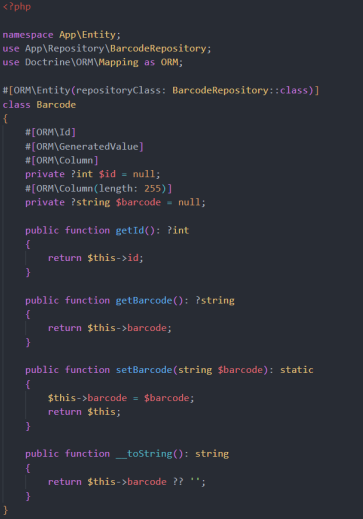 <?php
namespace App\Entity;
use App\Repository\BarcodeRepository;
use Doctrine\ORM\Mapping as ORM;
#[ORM\Entity(repositoryClass: BarcodeRepository::class)]
class Barcode
{
    #[ORM\Id]
    #[ORM\GeneratedValue]
    #[ORM\Column]
    private ?int $id = null;
    #[ORM\Column(length: 255)]
    private ?string $barcode = null;
    public function getId(): ?int
    {
        return $this->id;
    }
    public function getBarcode(): ?string
    {
        return $this->barcode;
    }
    public function setBarcode(string $barcode): static
    {
        $this->barcode = $barcode;
        return $this;
    }
    public function __toString(): string
    {
        return $this->barcode ?? '';
    }
}